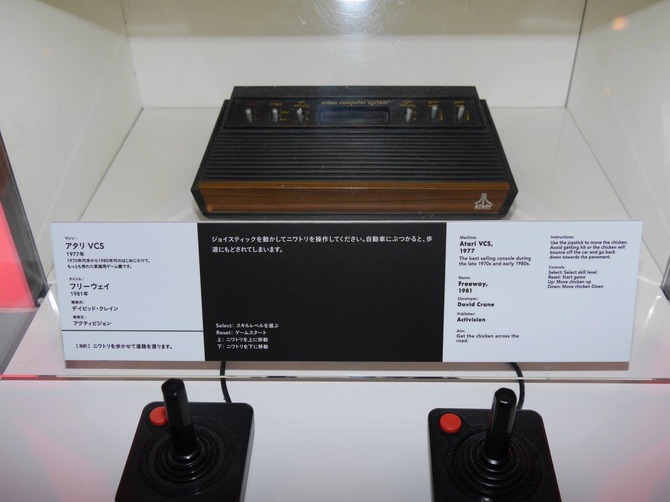 video computer system
ATARI
マシン：
アタリ VCS
1977年
1970年代末から1980年代のはじめにかけて、
もっとも売れた家庭用ゲーム機です。
タイトル：
フリーウェイ
1981年
開発元：
デイビッド・クレイン
発売元：
アクティビジョン
［目的］ニワトリを歩かせて道路を渡ります。
ジョイスティックを動かしてニワトリを操作してください。自動車にぶつかると、歩
道にもどされてしまいます。
Select： スキルレベルを選ぶ
Reset： ゲームスタート
上： ニワトリを上に移動
下： ニワトリを下に移動
Machine:
Atari VCS,
1977
The best selling console during
the late 1970s and early 1980s.
Name:
Freeway,
1981
Developer:
David Crane
Publisher:
Activision
Aim:
Get the chicken across the
road.
Instructions:
Use the joystick to move the chicken.
Avoid getting hit or the chicken will
bounce off the car and go back
down towards the pavement.
Controls:
Select: Select skill level
Reset: Start game
Up: Move chicken up
Down: Move chicken Down